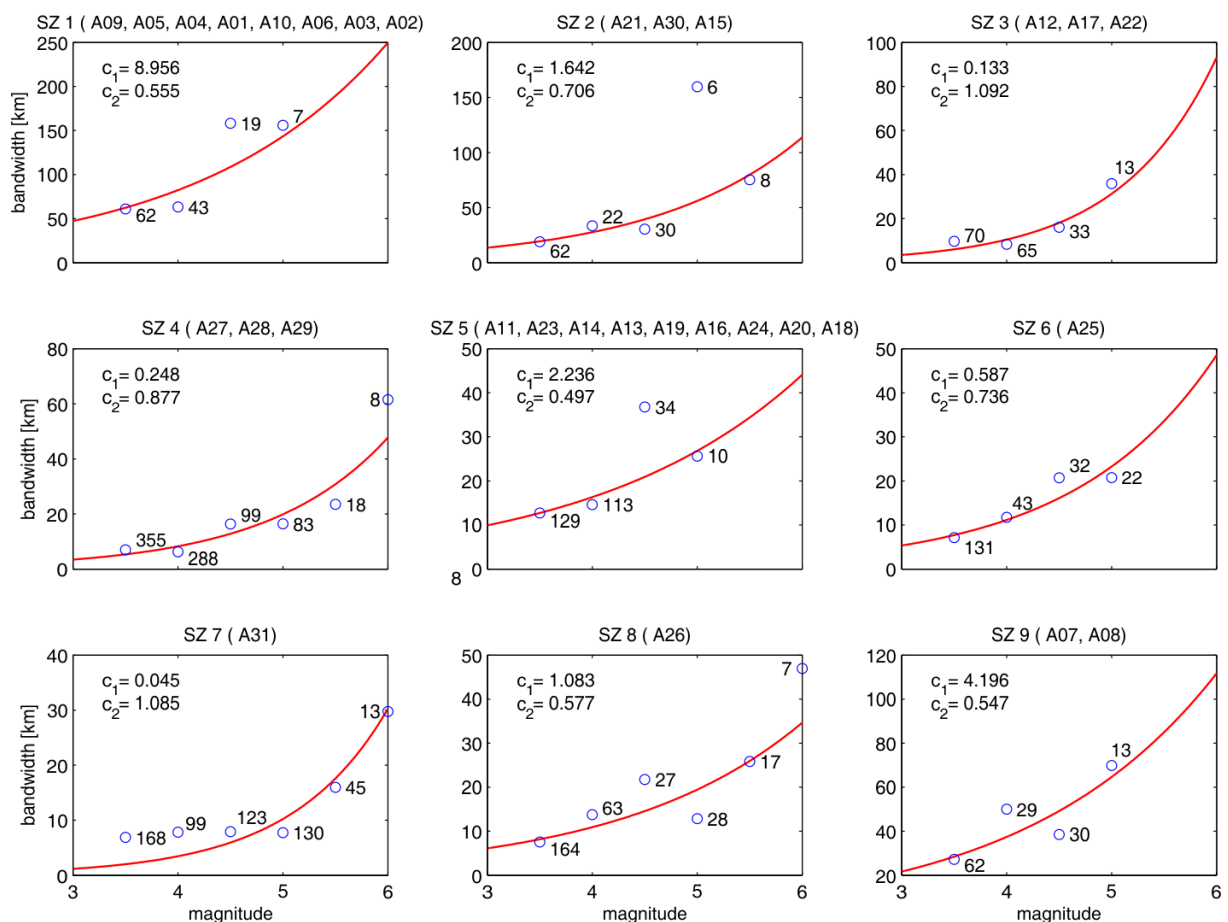 SZ 1 ( A09, A05, A04, A01, A10, A06, A03, A02)
250
200
150
100
50
0
bandwidth [km]
c1= 8.956
c2= 0.555
62
43
19
7
SZ 2 ( A21, A30, A15)
200
150
100
50
0
c1= 1.642
c2= 0.706
62
22
30
6
8
SZ 3 ( A12, A17, A22)
100
80
60
40
20
0
c1= 0.133
c2= 1.092
70
65
33
13
SZ 4 ( A27, A28, A29)
80
60
40
20
0
bandwidth [km]
c1= 0.248
c2= 0.877
355
288
99
83
18
8
SZ 5 ( A11, A23, A14, A13, A19, A16, A24, A20, A18)
50
40
30
20
10
0
8
c1= 2.236
c2= 0.497
129
113
34
10
SZ 6 ( A25)
50
40
30
20
10
0
c1= 0.587
c2= 0.736
131
43
32
22
SZ 7 ( A31)
40
30
20
10
0
bandwidth [km]
c1= 0.045
c2= 1.085
168
99
123
130
45
13
3 4 5 6
magnitude
SZ 8 ( A26)
50
40
30
20
10
0
c1= 1.083
c2= 0.577
164
63
27
28
17
7
3 4 5 6
magnitude
SZ 9 ( A07, A08)
120
100
80
60
40
20
c1= 4.196
c2= 0.547
62
29
30
13
3 4 5 6
magnitude